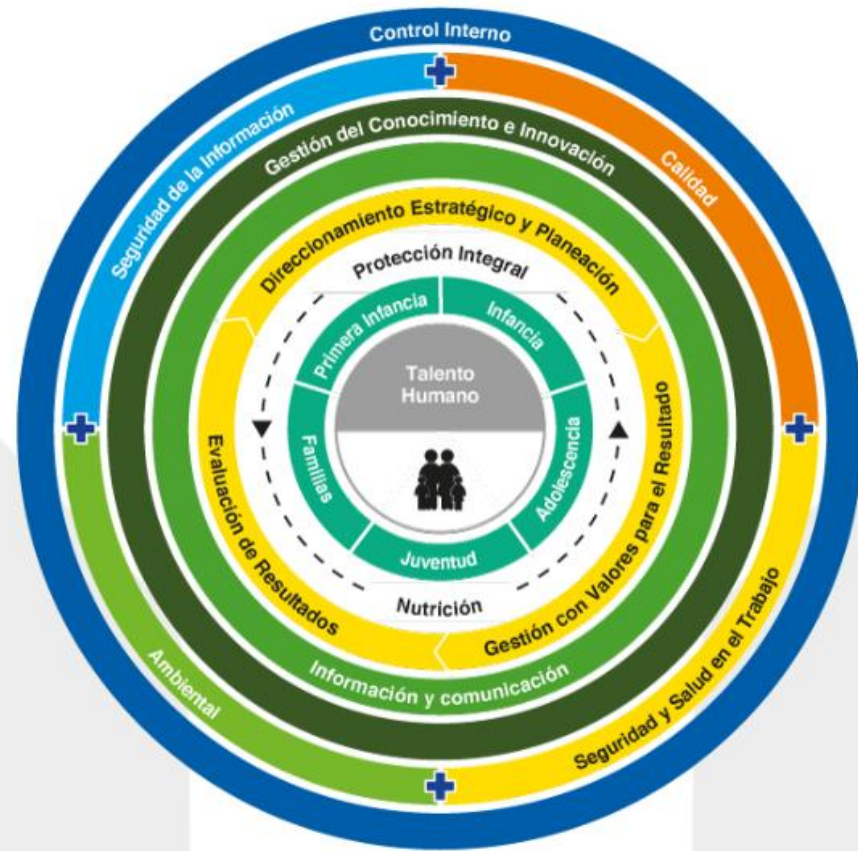 Control Interno
Seguridad de la Información
Calidad
Gestión del Conocimiento e Innovación
Direccionamiento Estratégico y Planeación
Protección Integral
Primera Infancia
Infancia
Talento
Humano
Familias
Adolescencia
Juventud
Nutrición
Evaluación de Resultados
Gestión con Valores para el Resultado
Información y comunicación
Ambiental
Seguridad y Salud en el Trabajo